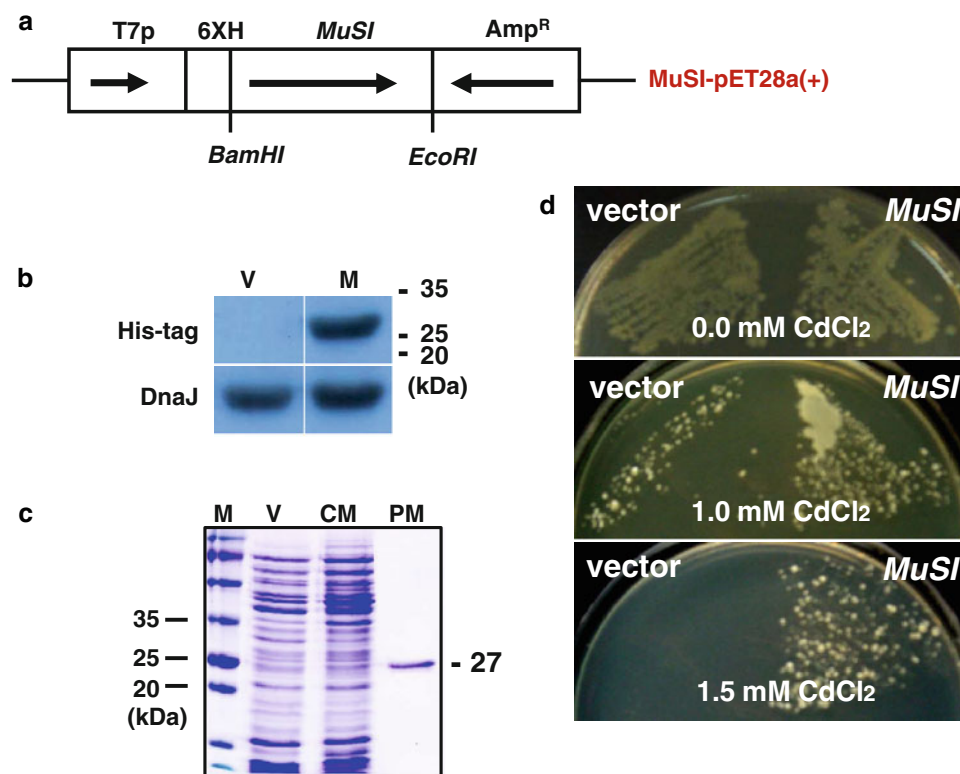 a
T7p 6XH MuSI Amp^R
MuSI-pET28a(+)
BamHI EcoRI
b
V M
His-tag
DnaJ
- 35
- 25
- 20
(kDa)
c
M V CM PM
35
25
20
(kDa)
- 27
d
vector MuSI
0.0 mM CdCl2
vector MuSI
1.0 mM CdCl2
vector MuSI
1.5 mM CdCl2